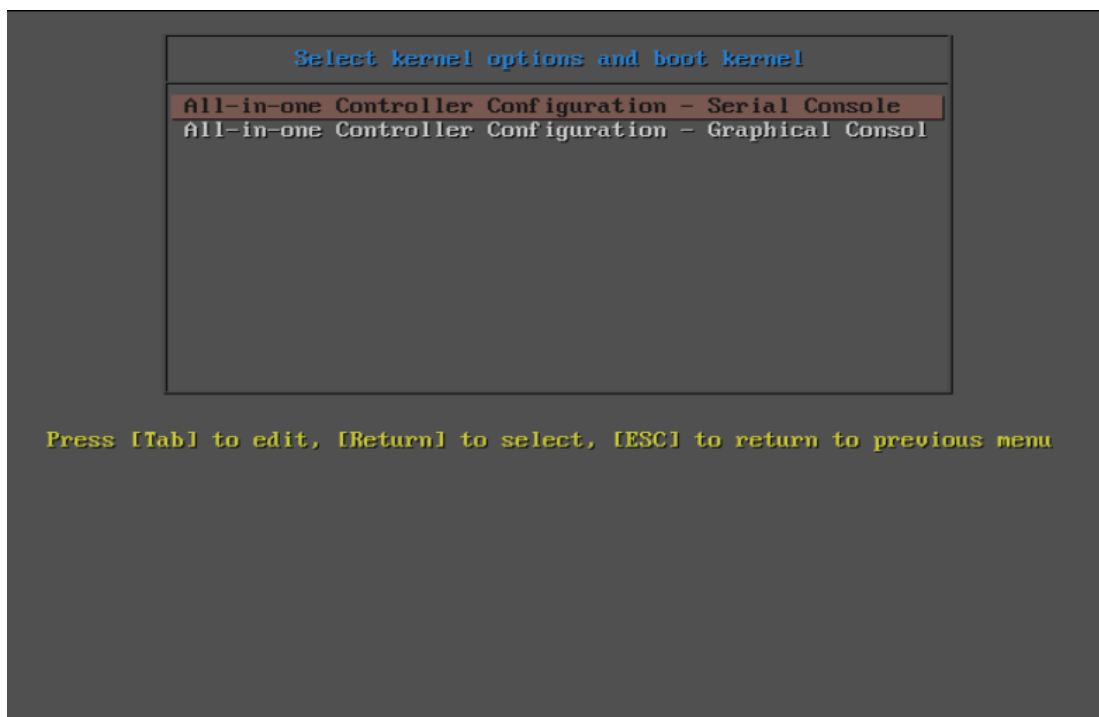 Select kernel options and boot kernel
All-in-one Controller Configuration - Serial Console
All-in-one Controller Configuration - Graphical Consol
Press [Tab] to edit, [Return] to select, [ESC] to return to previous menu